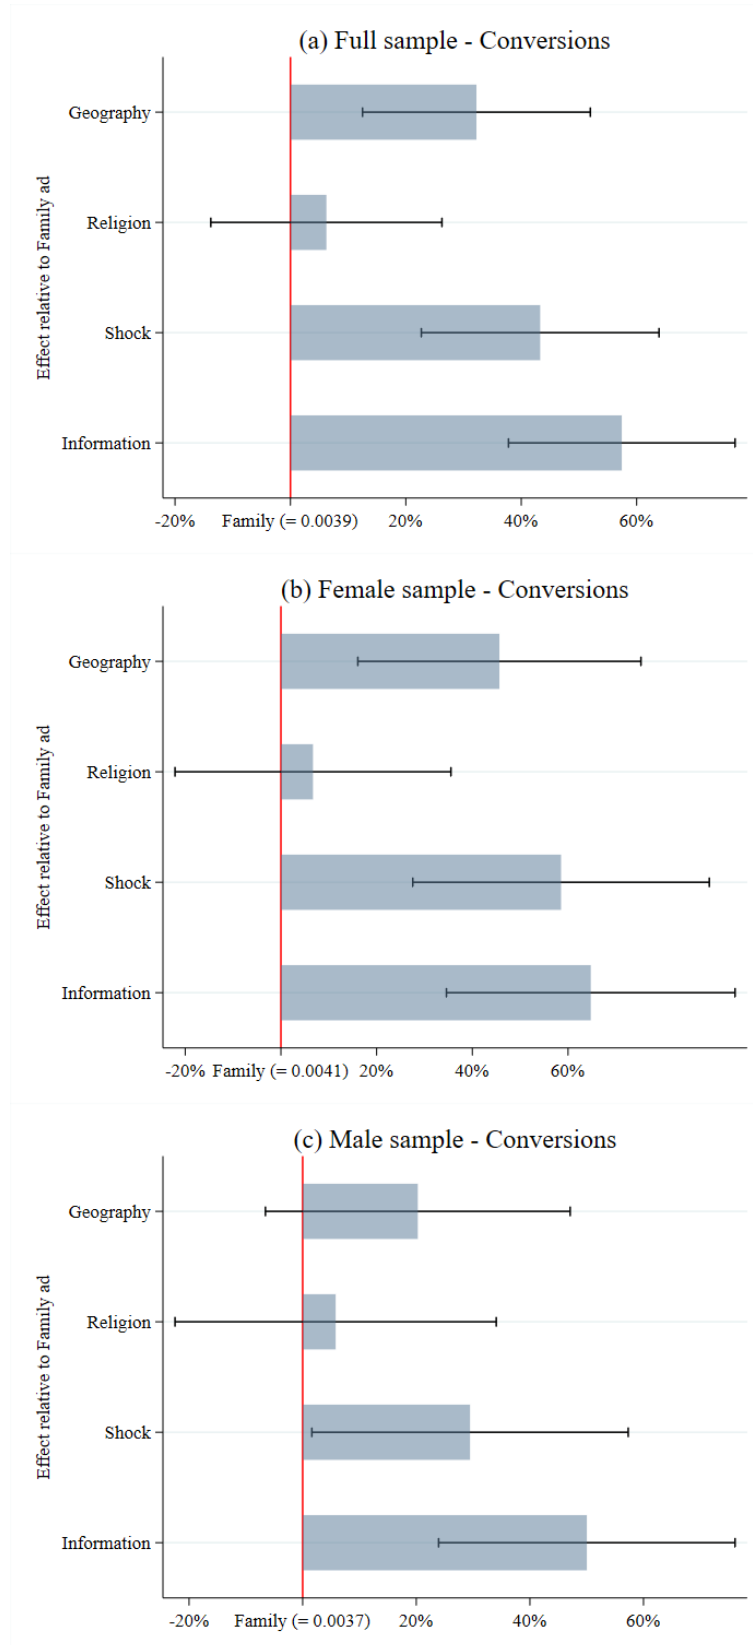 (a) Full sample - Conversions
Effect relative to Family ad
Geography
Religion
Shock
Information
-20% Family (= 0.0039) 20% 40% 60%
(b) Female sample - Conversions
Effect relative to Family ad
Geography
Religion
Shock
Information
-20% Family (= 0.0041) 20% 40% 60%
(c) Male sample - Conversions
Effect relative to Family ad
Geography
Religion
Shock
Information
-20% Family (= 0.0037) 20% 40% 60%